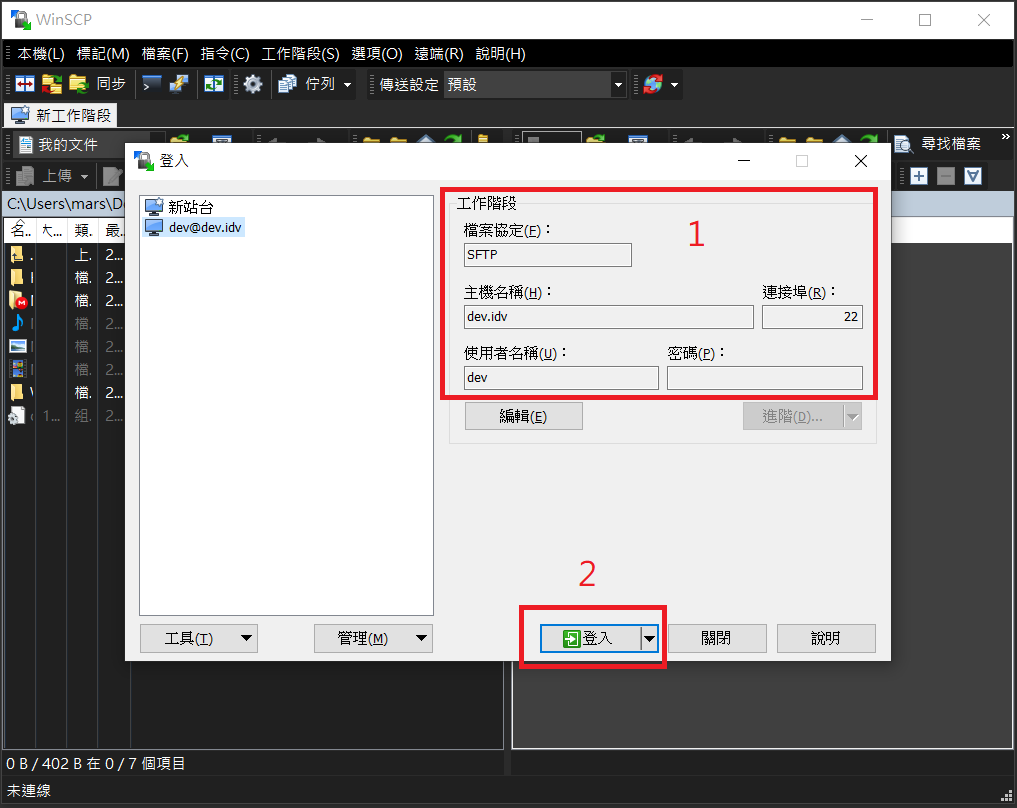 WinSCP
本機(L) 標記(M) 檔案(F) 指令(C) 工作階段(S) 選項(O) 遠端(R) 說明(H)
同步 佇列 傳送設定 預設
新工作階段
我的文件 尋找檔案 »
上傳
登入
C:\Users\mars\D
名.. 大... 類. 最.
. 上. 2...
檔. 2...
檔. 2...
檔. 2...
檔. 2...
檔. 2...
檔. 2...
1... 組. 2...
新站台
dev@dev.idv
工作階段
1
檔案協定(F)：
SFTP
主機名稱(H)： 連接埠(R)：
dev.idv 22
使用者名稱(U)： 密碼(P)：
dev
編輯(E) 進階(D)...
2
工具(T) 管理(M) 登入 關閉 說明
0 B / 402 B 在 0 / 7 個項目
未連線